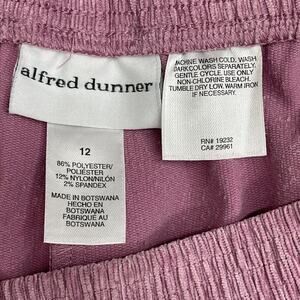 alfred dunner
12
86% POLYESTER/
POLIÉSTER
12% NYLON/NILÓN
2% SPANDEX
MADE IN BOTSWANA
HECHO EN
BOTSWANA
FABRIQUE AU
BOTSWANA
MACHINE WASH COLD, WASH
DARK COLORS SEPARATELY,
GENTLE CYCLE. USE ONLY
NON-CHLORINE BLEACH.
TUMBLE DRY LOW, WARM IRON
IF NECESSARY.
RN# 19232
CA# 29961